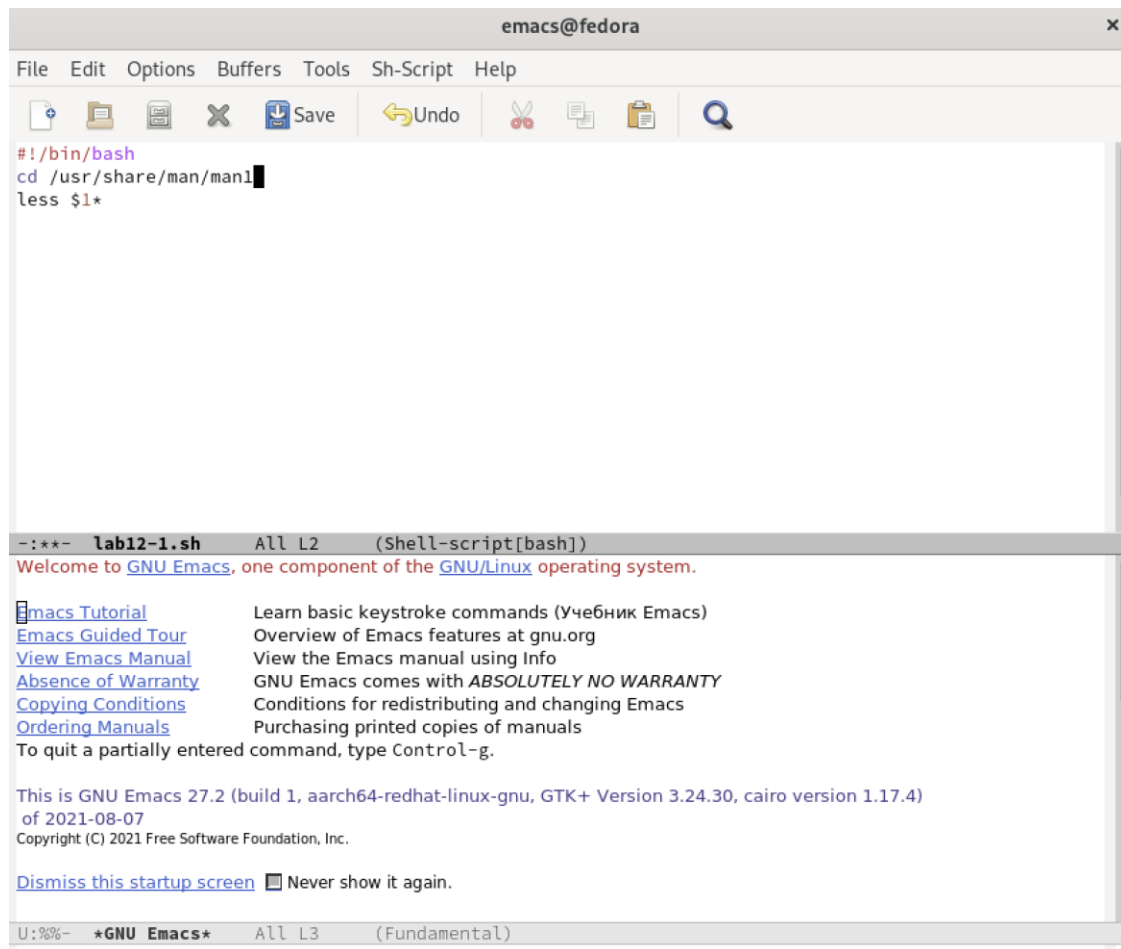 emacs@fedora ×
File Edit Options Buffers Tools Sh-Script Help
Save Undo
#!/bin/bash
cd /usr/share/man/man1
less $1*
-:**- lab12-1.sh All L2 (Shell-script[bash])
Welcome to GNU Emacs, one component of the GNU/Linux operating system.
Emacs Tutorial Learn basic keystroke commands (Учебник Emacs)
Emacs Guided Tour Overview of Emacs features at gnu.org
View Emacs Manual View the Emacs manual using Info
Absence of Warranty GNU Emacs comes with ABSOLUTELY NO WARRANTY
Copying Conditions Conditions for redistributing and changing Emacs
Ordering Manuals Purchasing printed copies of manuals
To quit a partially entered command, type Control-g.
This is GNU Emacs 27.2 (build 1, aarch64-redhat-linux-gnu, GTK+ Version 3.24.30, cairo version 1.17.4)
of 2021-08-07
Copyright (C) 2021 Free Software Foundation, Inc.
Dismiss this startup screen Never show it again.
U:%%- *GNU Emacs* All L3 (Fundamental)